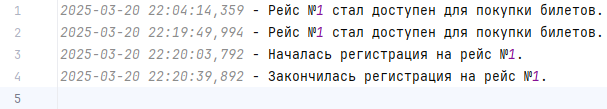 1 2025-03-20 22:04:14,359 - Рейс №1 стал доступен для покупки билетов.
2 2025-03-20 22:19:49,994 - Рейс №1 стал доступен для покупки билетов.
3 2025-03-20 22:20:03,792 - Началась регистрация на рейс №1.
4 2025-03-20 22:20:39,892 - Закончилась регистрация на рейс №1.
5